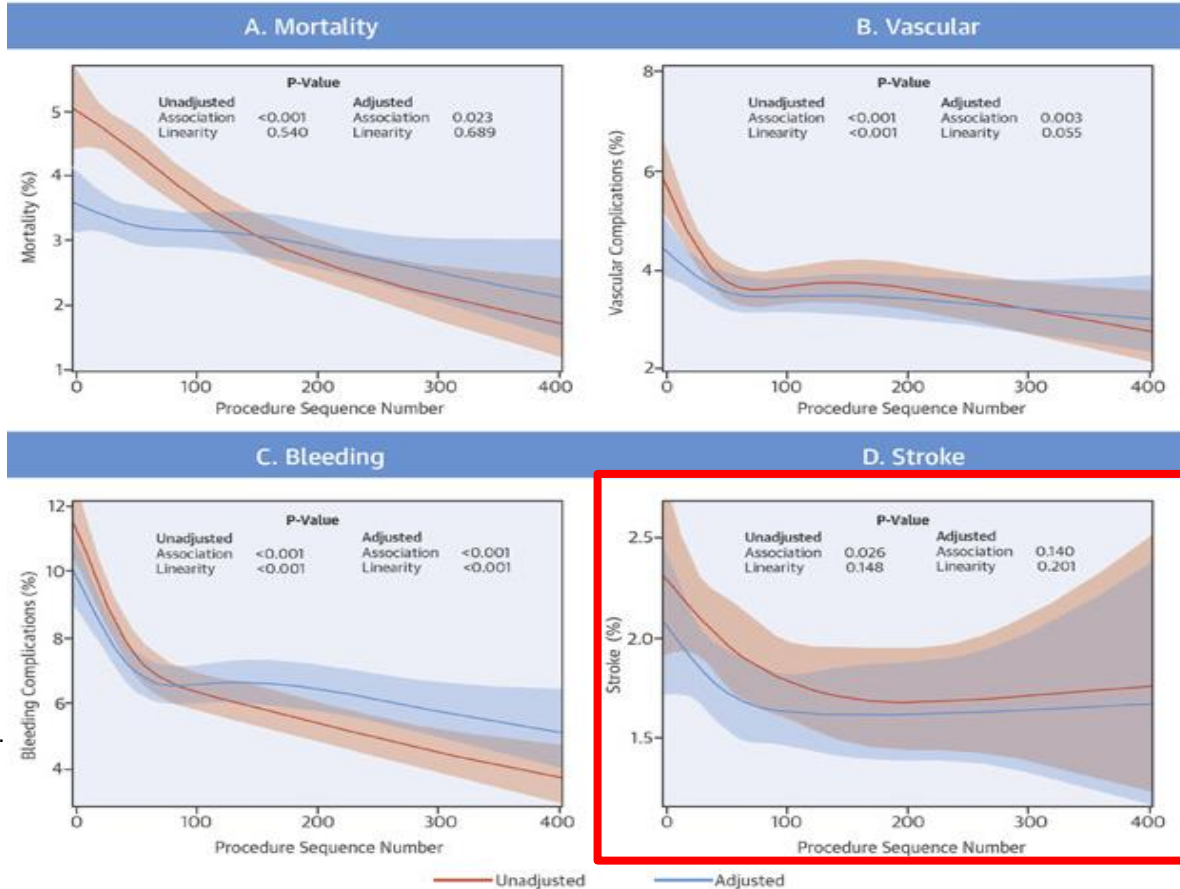 A. Mortality
P-Value
Unadjusted Adjusted
Association <0.001 Association 0.023
Linearity 0.540 Linearity 0.689
5
4
3
2
1
Mortality (%)
0 100 200 300 400
Procedure Sequence Number
B. Vascular
P-Value
Unadjusted Adjusted
Association <0.001 Association 0.003
Linearity <0.001 Linearity 0.055
8
6
4
2
Vascular Complications (%)
0 100 200 300 400
Procedure Sequence Number
C. Bleeding
P-Value
Unadjusted Adjusted
Association <0.001 Association <0.001
Linearity <0.001 Linearity <0.001
12
10
8
6
4
Bleeding Complications (%)
0 100 200 300 400
Procedure Sequence Number
D. Stroke
P-Value
Unadjusted Adjusted
Association 0.026 Association 0.140
Linearity 0.148 Linearity 0.201
2.5
2.0
1.5
Stroke (%)
0 100 200 300 400
Procedure Sequence Number
Unadjusted Adjusted